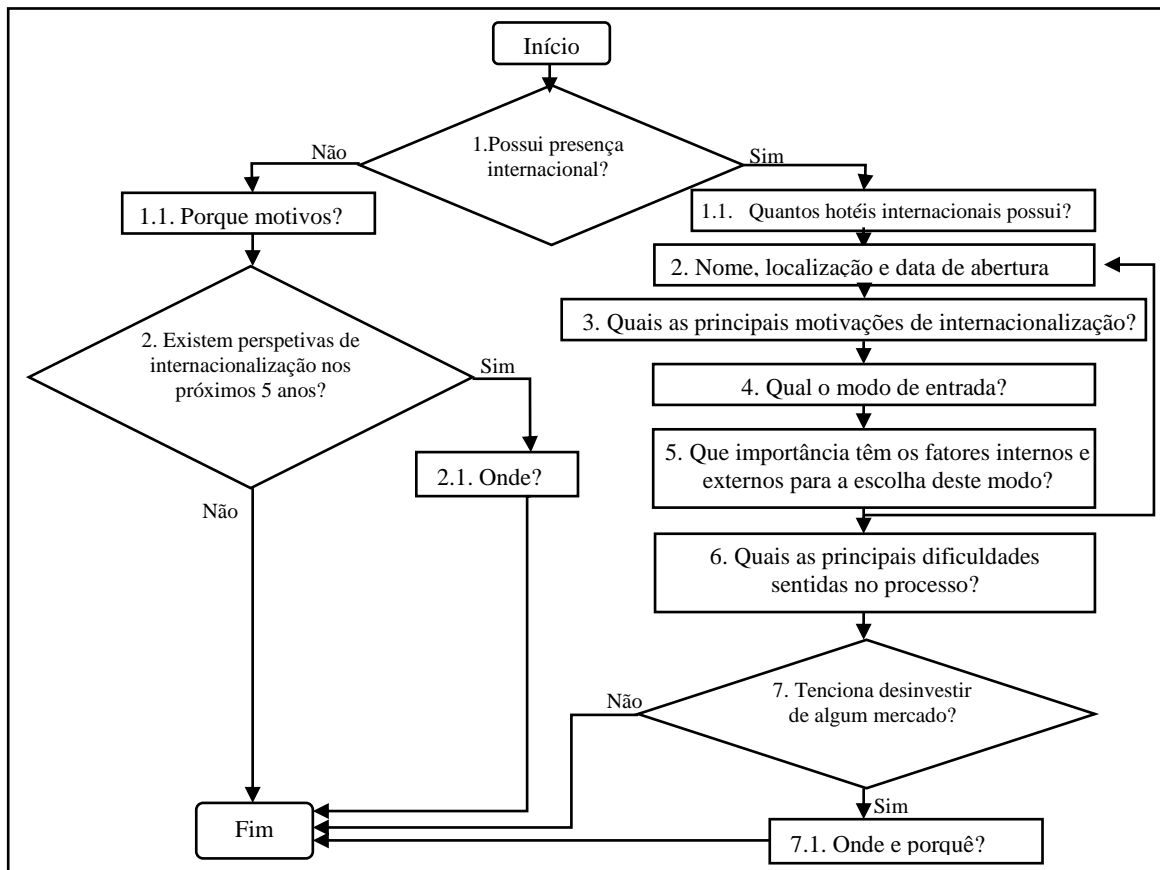 Início
1.Possui presença
internacional?
Não
Sim
1.1. Porque motivos?
1.1. Quantos hotéis internacionais possui?
2. Nome, localização e data de abertura
3. Quais as principais motivações de internacionalização?
2. Existem perspetivas de
internacionalização nos
próximos 5 anos?
Sim
4. Qual o modo de entrada?
5. Que importância têm os fatores internos e
externos para a escolha deste modo?
2.1. Onde?
Não
6. Quais as principais dificuldades
sentidas no processo?
7. Tenciona desinvestir
de algum mercado?
Não
Sim
Fim
7.1. Onde e porquê?